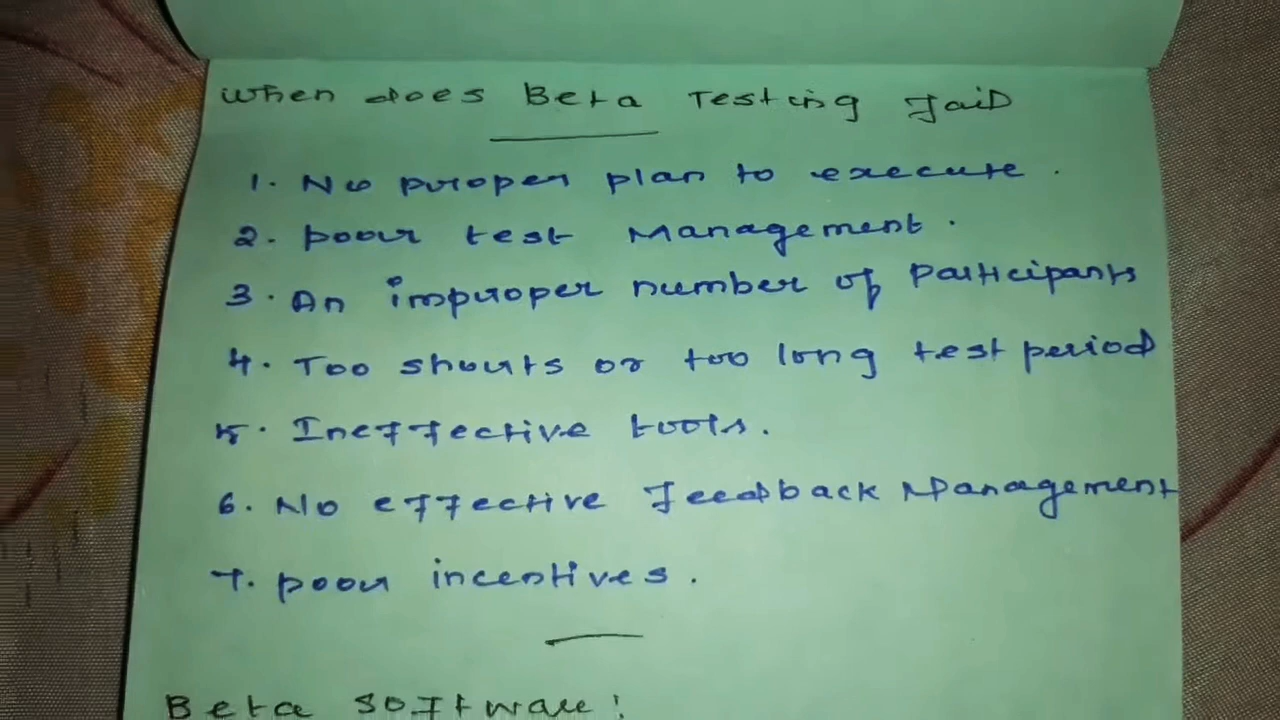 When does Beta Testing fail
1. No proper plan to execute.
2. poor test Management.
3. An improper number of participants
4. Too shorts or too long test period
5. Ineffective tools.
6. No effective feedback Management
7. poor incentives.
Beta software: